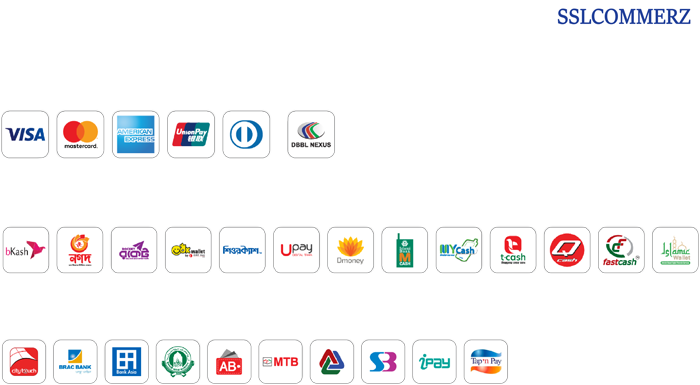 SSLCOMMERZ
VISA
mastercard.
AMERICAN EXPRESS
UnionPay
银联
DBBL NEXUS
bKash
নগদ
রকেট
wallet
শিওরক্যাশ
Upay
Dmoney
M
CASH
MYCash
t-cash
Q
cash
fastcash
Islamic
Wallet
citytouch
BRAC BANK
Bank Asia
AB
MTB
SB
ipay
Tap'n Pay